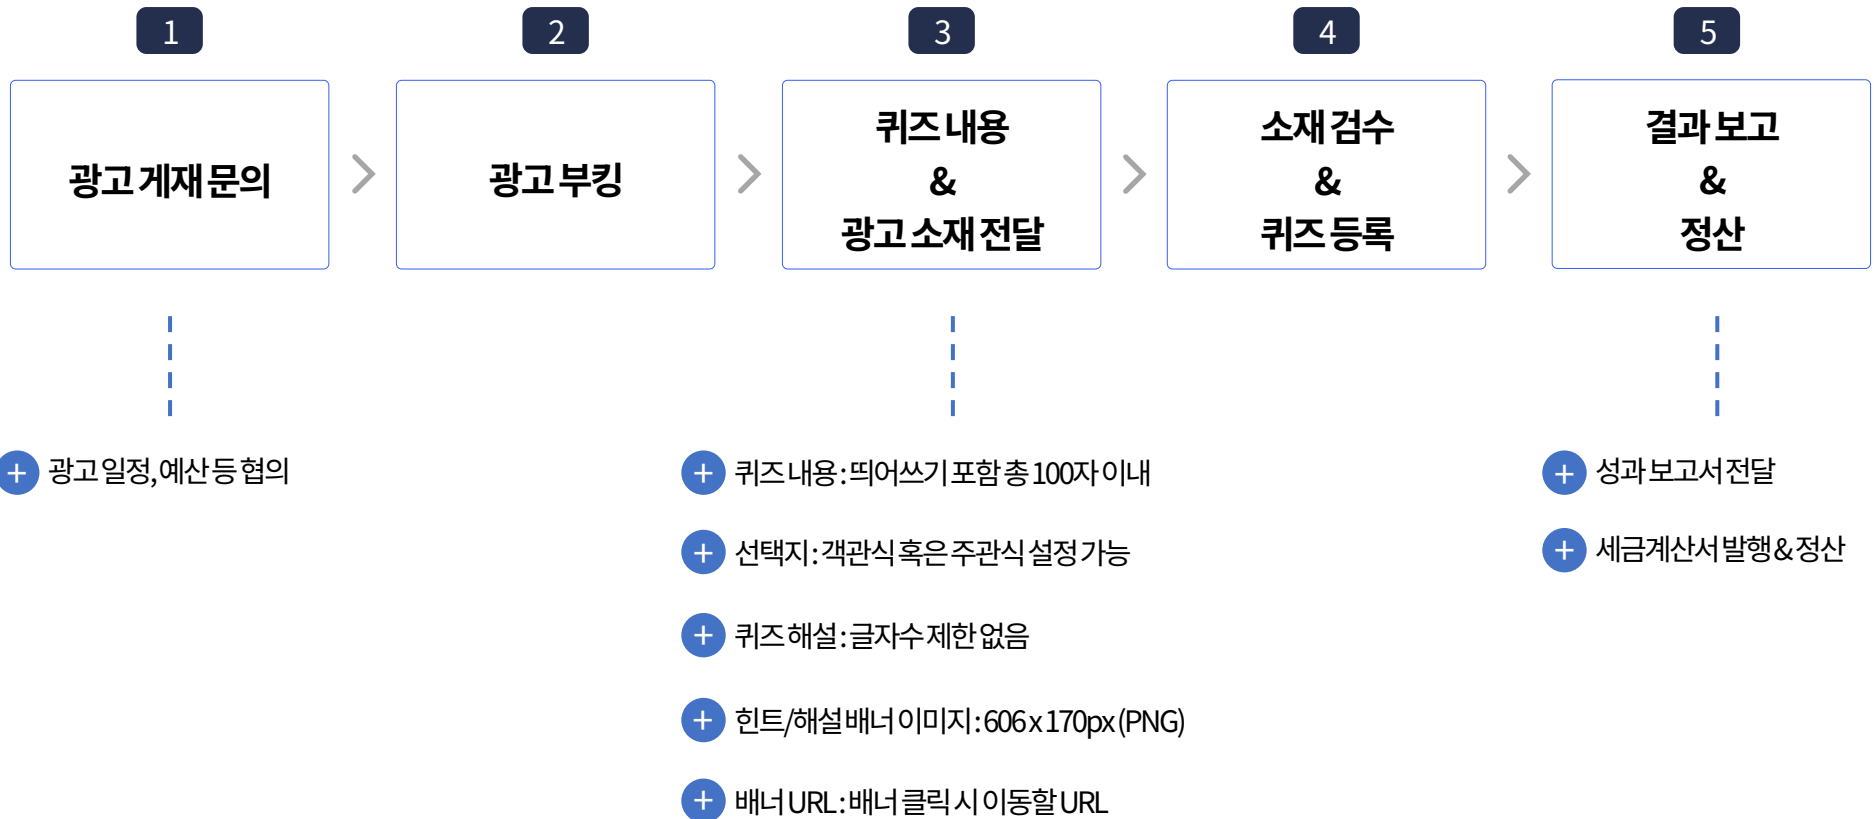 1
광고 게재 문의
2
광고 부킹
3
퀴즈 내용
&
광고 소재 전달
4
소재 검수
&
퀴즈 등록
5
결과 보고
&
정산
광고 일정, 예산 등 협의
퀴즈 내용 : 띄어쓰기 포함 총 100자 이내
선택지 : 객관식 혹은 주관식 설정 가능
퀴즈 해설 : 글자수 제한 없음
힌트/해설 배너 이미지 : 606 x 170px (PNG)
배너 URL : 배너 클릭 시 이동할 URL
성과 보고서 전달
세금계산서 발행 & 정산